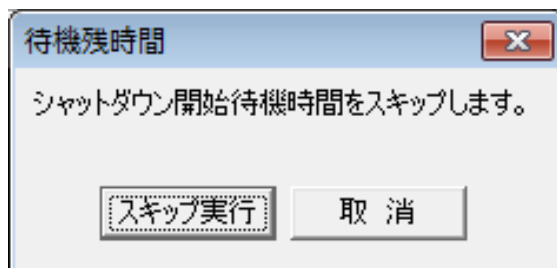 待機残時間
シャットダウン開始待機時間をスキップします。
スキップ実行
取 消